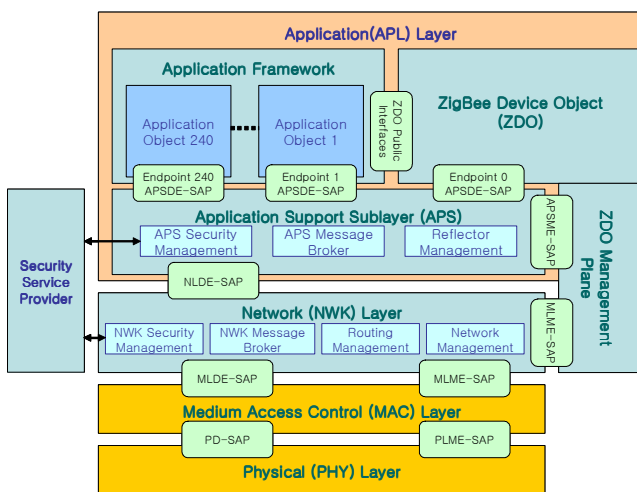 Application(APL) Layer
Application Framework
Application
Object 240
Application
Object 1
ZDO Public
Interfaces
ZigBee Device Object
(ZDO)
Endpoint 240
APSDE-SAP
Endpoint 1
APSDE-SAP
Endpoint 0
APSDE-SAP
Application Support Sublayer (APS)
APS Security
Management
APS Message
Broker
Reflector
Management
APSME-SAP
ZDO Management
Plane
Security
Service
Provider
NLDE-SAP
Network (NWK) Layer
NWK Security
Management
NWK Message
Broker
Routing
Management
Network
Management
MLME-SAP
MLDE-SAP
MLME-SAP
Medium Access Control (MAC) Layer
PD-SAP
PLME-SAP
Physical (PHY) Layer